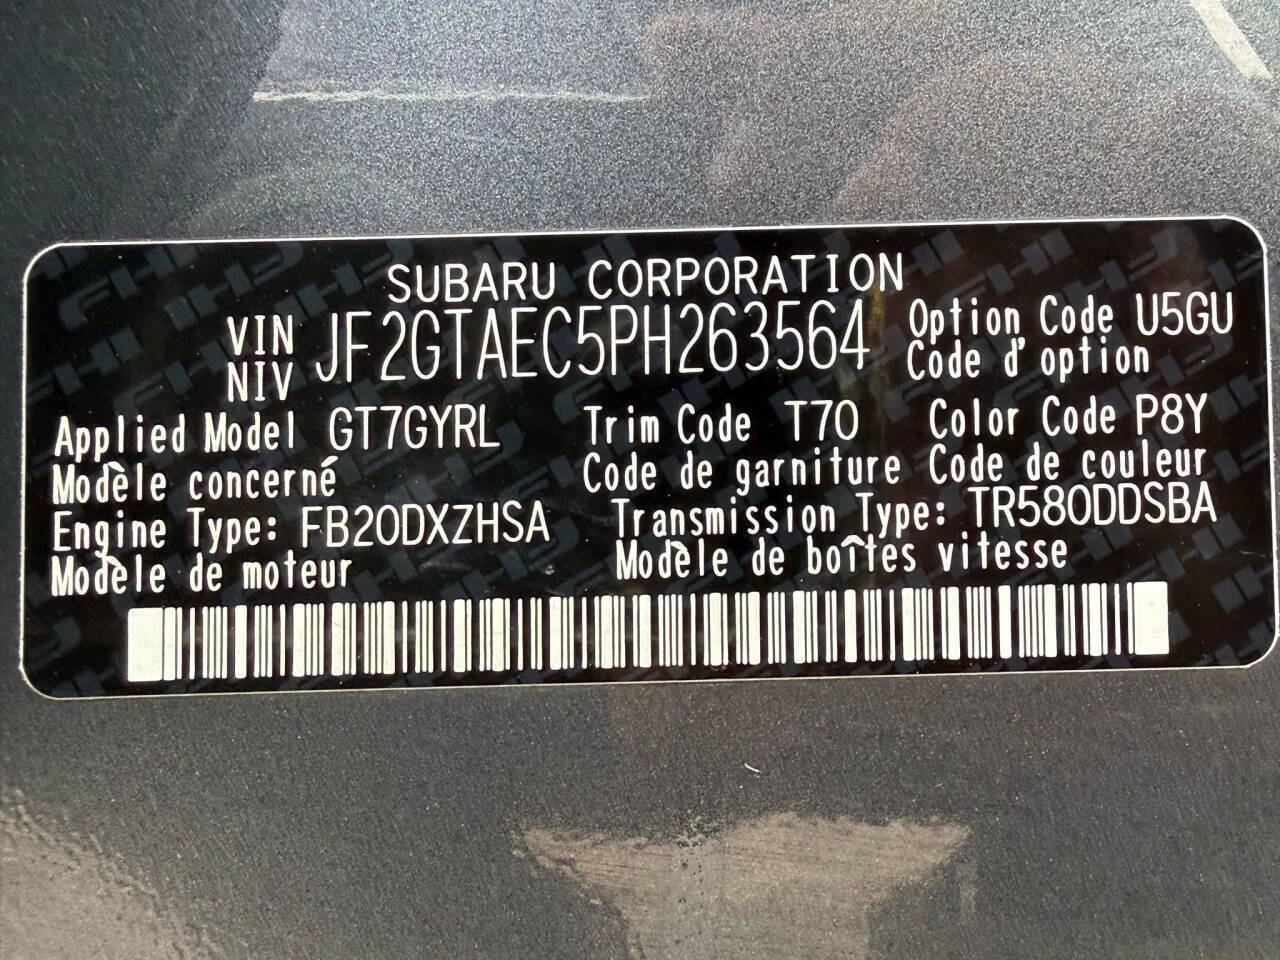 SUBARU CORPORATION
VIN JF2GTAEC5PH263564 Option Code U5GU
NIV Code d'option
Applied Model GT7GYRL Trim Code T70 Color Code P8Y
Modèle concerné Code de garniture Code de couleur
Engine Type: FB20DXZHSA Transmission Type: TR580DDSBA
Modèle de moteur Modèle de boîtes vitesse